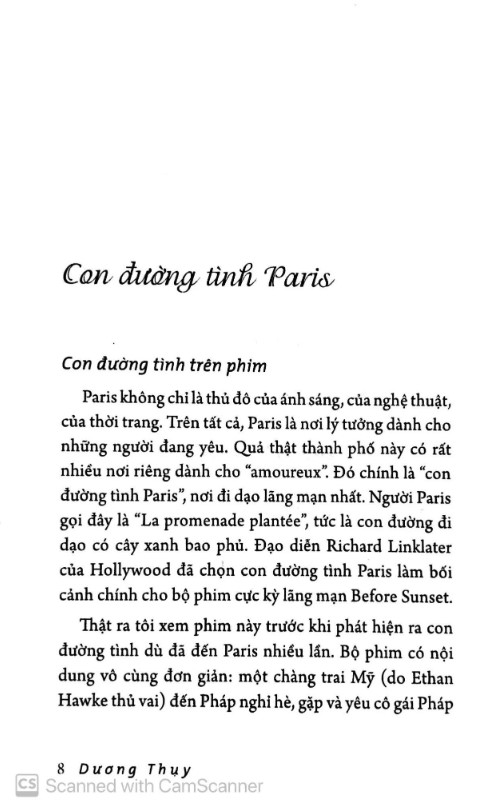 Con đường tình Paris
Con đường tình trên phim
Paris không chỉ là thủ đô của ánh sáng, của nghệ thuật,
của thời trang. Trên tất cả, Paris là nơi lý tưởng dành cho
những người đang yêu. Quả thật thành phố này có rất
nhiều nơi riêng dành cho “amoureux”. Đó chính là “con
đường tình Paris”, nơi đi dạo lãng mạn nhất. Người Paris
gọi đây là “La promenade plantée”, tức là con đường đi
dạo có cây xanh bao phủ. Đạo diễn Richard Linklater
của Hollywood đã chọn con đường tình Paris làm bối
cảnh chính cho bộ phim cực kỳ lãng mạn Before Sunset.
Thật ra tôi xem phim này trước khi phát hiện ra con
đường tình dù đã đến Paris nhiều lần. Bộ phim có nội
dung vô cùng đơn giản: một chàng trai Mỹ (do Ethan
Hawke thủ vai) đến Pháp nghỉ hè, gặp và yêu cô gái Pháp
8 Dương Thụy
CS Scanned with CamScanner